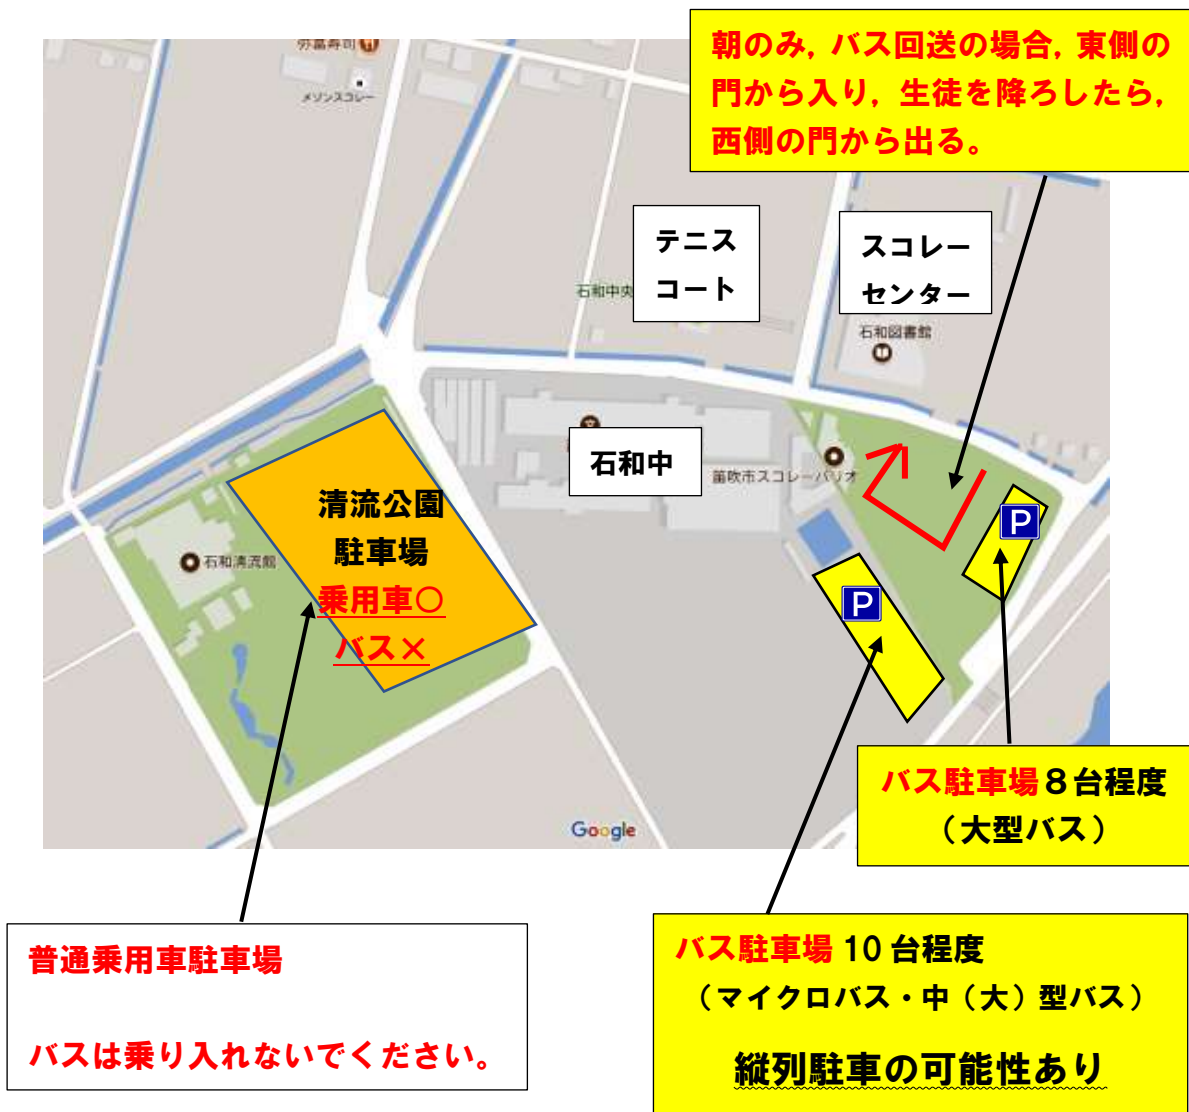 朝のみ，バス回送の場合，東側の
門から入り，生徒を降ろしたら，
西側の門から出る。
弥富寿司
メゾンスコレー
テニス
コート
スコレー
センター
石和中央
石和図書館
石和中
笛吹市スコレーパリオ
清流公園
駐車場
乗用車○
バス×
石和清流館
P
P
Google
バス駐車場８台程度
（大型バス）
普通乗用車駐車場
バスは乗り入れないでください。
バス駐車場 10 台程度
（マイクロバス・中（大）型バス）
縦列駐車の可能性あり